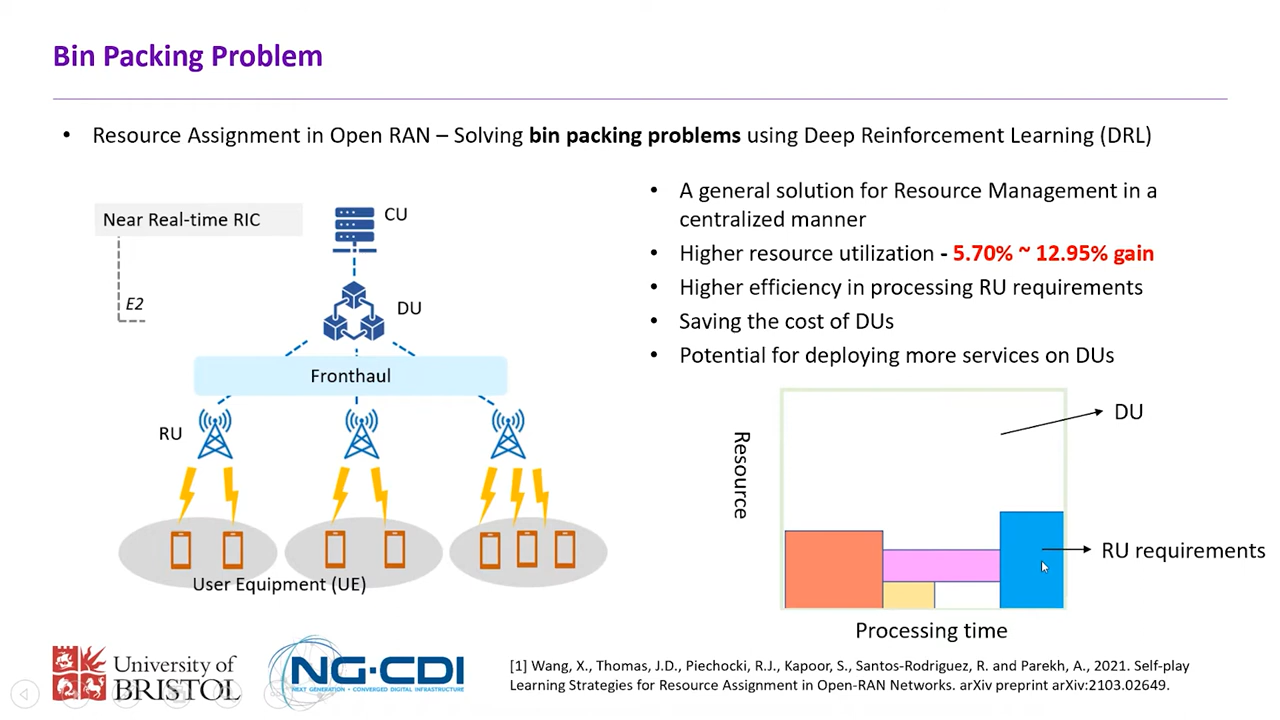 Bin Packing Problem
• Resource Assignment in Open RAN – Solving bin packing problems using Deep Reinforcement Learning (DRL)
Near Real-time RIC
E2
CU
DU
Fronthaul
RU
User Equipment (UE)
• A general solution for Resource Management in a
centralized manner
• Higher resource utilization - 5.70% ~ 12.95% gain
• Higher efficiency in processing RU requirements
• Saving the cost of DUs
• Potential for deploying more services on DUs
Resource
DU
RU requirements
Processing time
University of
BRISTOL
NG-CDI
NEXT GENERATION - CONVERGED DIGITAL INFRASTRUCTURE
[1] Wang, X., Thomas, J.D., Piechocki, R.J., Kapoor, S., Santos-Rodriguez, R. and Parekh, A., 2021. Self-play
Learning Strategies for Resource Assignment in Open-RAN Networks. arXiv preprint arXiv:2103.02649.